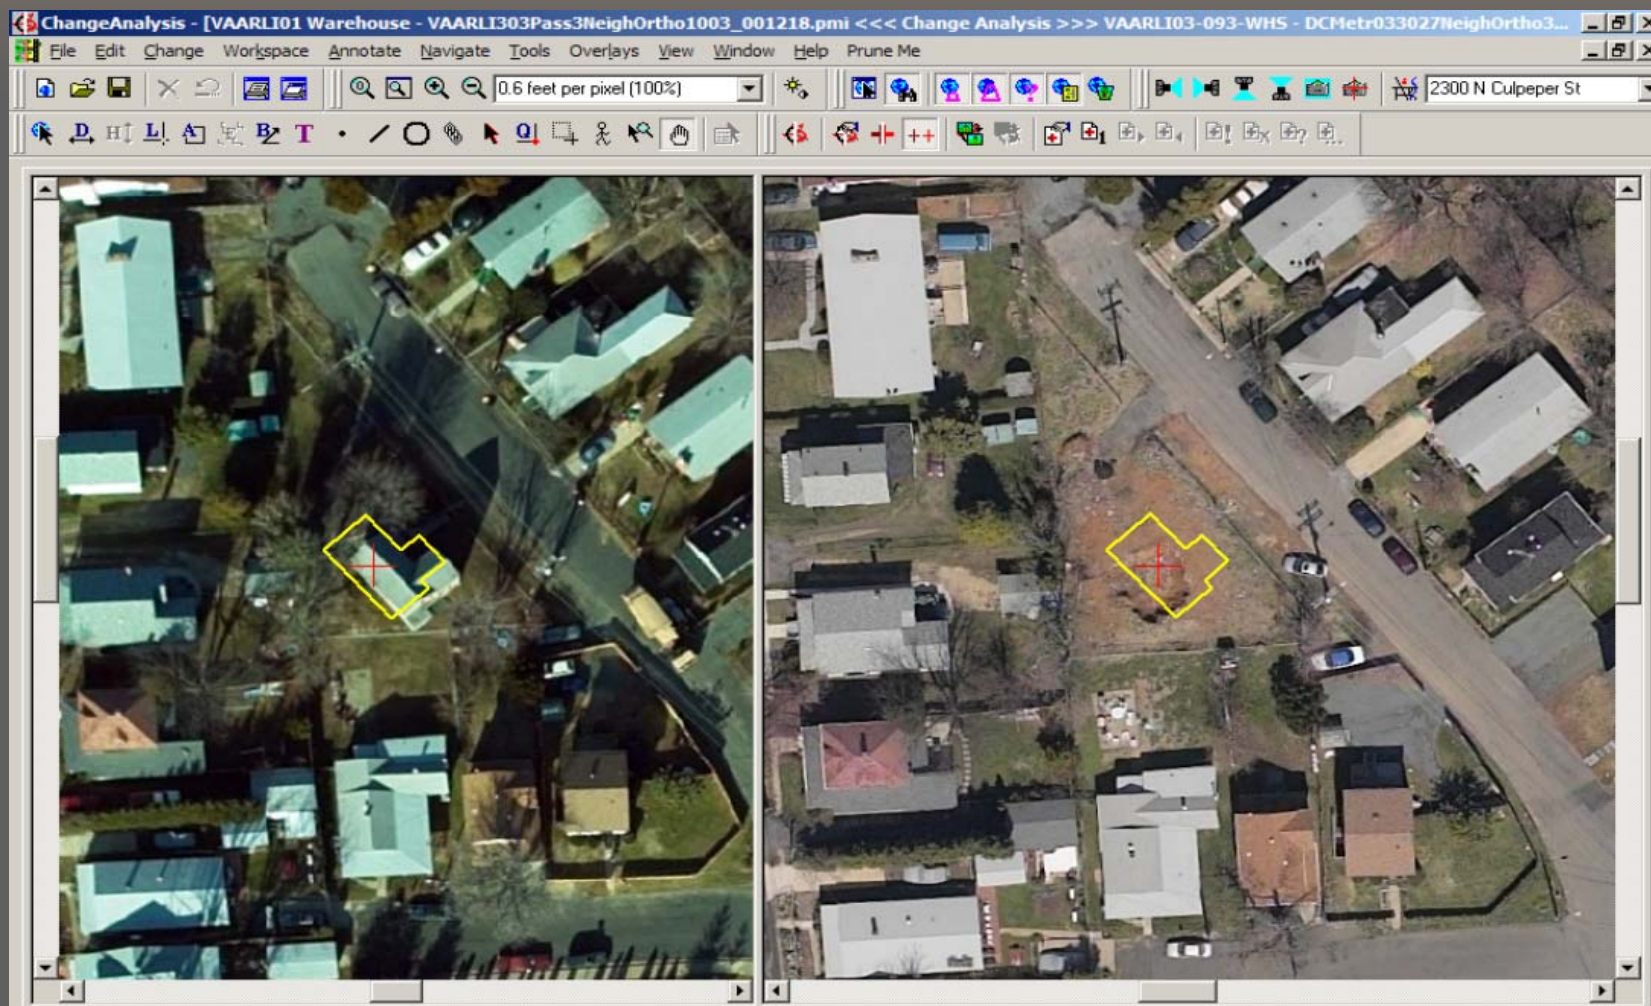 ChangeAnalysis - [VAARLI01 Warehouse - VAARLI303Pass3NeighOrtho1003_001218.pmi <<< Change Analysis >>> VAARLI03-093-WHS - DCMetr033027NeighOrtho3...
File Edit Change Workspace Annotate Navigate Tools Overlays View Window Help Prune Me
0.6 feet per pixel (100%) 2300 N Culpeper St
D H L A B Z T Q ++ 1 ! x ?